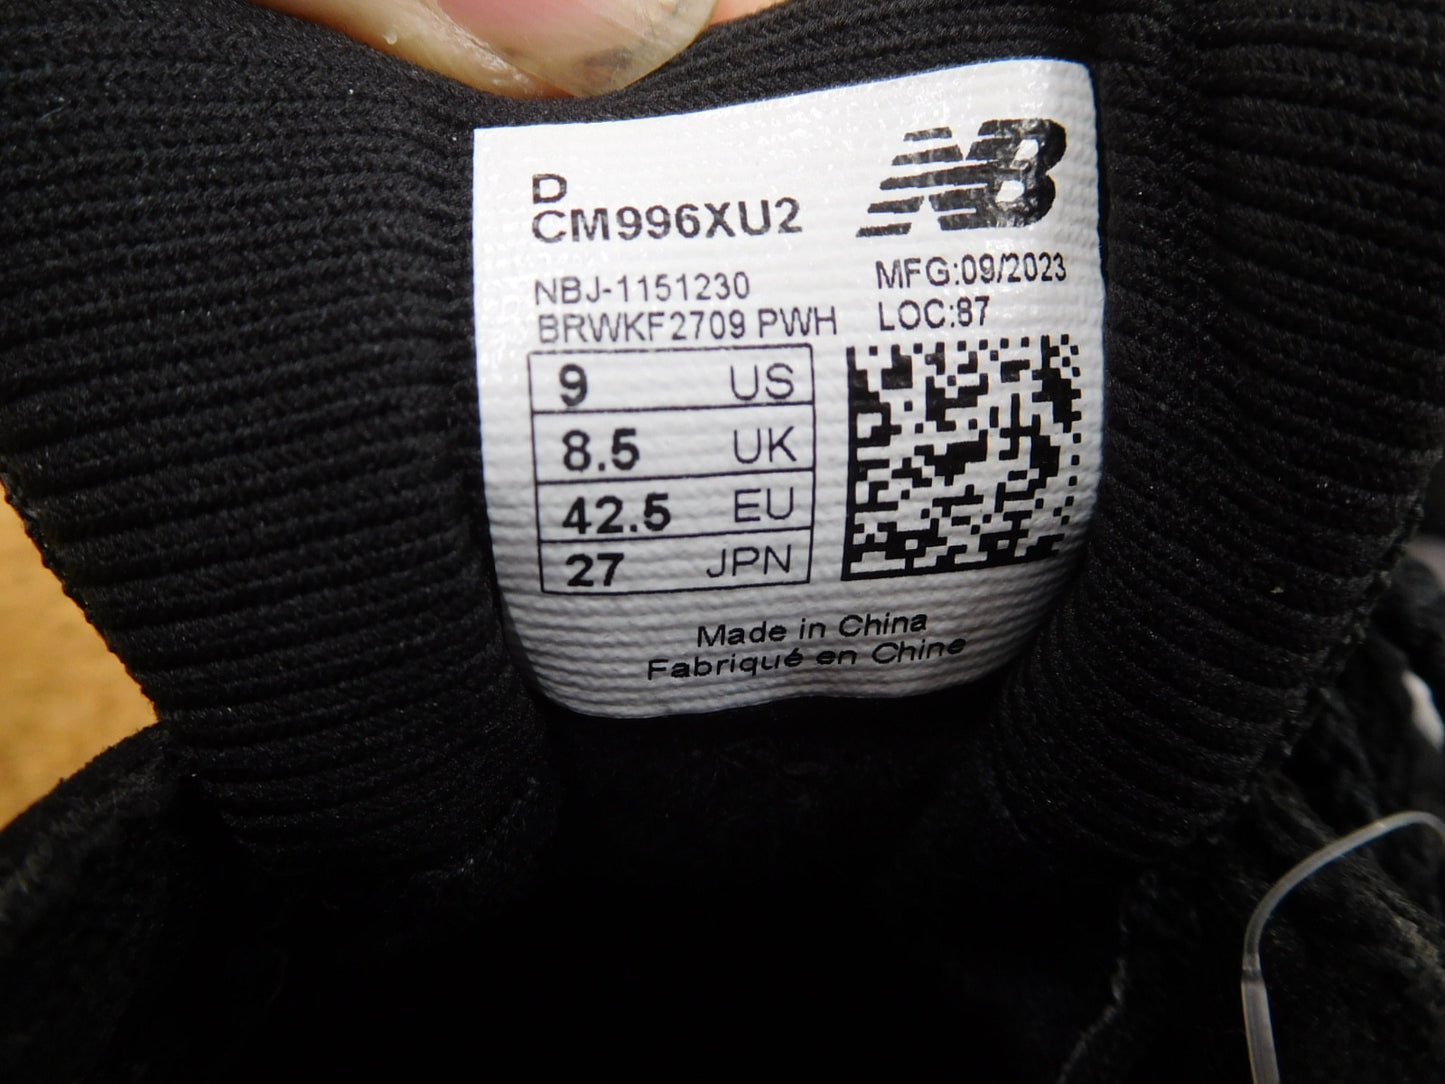 D
CM996XU2
NB
NBJ-1151230
BRWKF2709 PWH
MFG:09/2023
LOC:87
9 US
8.5 UK
42.5 EU
27 JPN
Made in China
Fabriqué en Chine